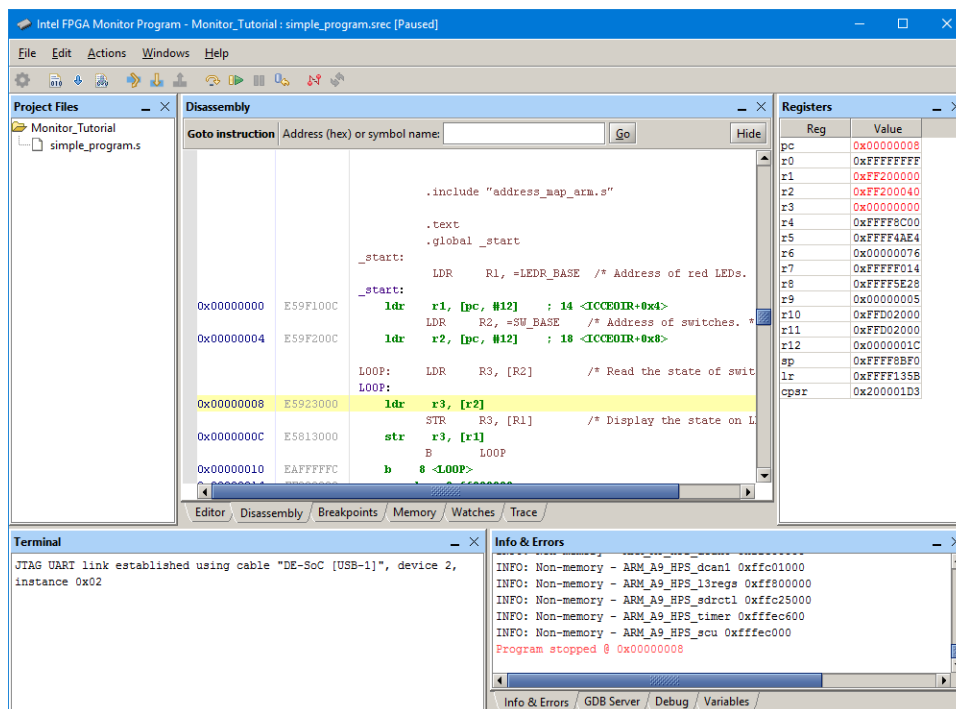 Intel FPGA Monitor Program - Monitor_Tutorial : simple_program.srec [Paused]
File Edit Actions Windows Help
Project Files
Monitor_Tutorial
simple_program.s
Disassembly
Goto instruction Address (hex) or symbol name: Go Hide
.include "address_map_arm.s"
.text
.global _start
_start:
LDR R1, =LEDR_BASE /* Address of red LEDs.
_start:
0x00000000 E59F100C ldr r1, [pc, #12] ; 14 <ICCEOIR+0x4>
LDR R2, =SW_BASE /* Address of switches. *
0x00000004 E59F200C ldr r2, [pc, #12] ; 18 <ICCEOIR+0x8>
LOOP: LDR R3, [R2] /* Read the state of swit
LOOP:
0x00000008 E5923000 ldr r3, [r2]
STR R3, [R1] /* Display the state on L
0x0000000C E5813000 str r3, [r1]
B LOOP
0x00000010 EAFFFFFC b 8 <LOOP>
Editor Disassembly Breakpoints Memory Watches Trace
Registers
Reg Value
pc 0x00000008
r0 0xFFFFFFFF
r1 0xFF200000
r2 0xFF200040
r3 0x00000000
r4 0xFFFF8C00
r5 0xFFFF4AE4
r6 0x00000076
r7 0xFFFFF014
r8 0xFFFF5E28
r9 0x00000005
r10 0xFFD02000
r11 0xFFD02000
r12 0x0000001C
sp 0xFFFF8BF0
lr 0xFFFF135B
cpsr 0x200001D3
Terminal
JTAG UART link established using cable "DE-SoC [USB-1]", device 2,
instance 0x02
Info & Errors
INFO: Non-memory - ARM_A9_HPS_dcan1 0xffc01000
INFO: Non-memory - ARM_A9_HPS_l3regs 0xff800000
INFO: Non-memory - ARM_A9_HPS_sdrctl 0xffc25000
INFO: Non-memory - ARM_A9_HPS_timer 0xfffec600
INFO: Non-memory - ARM_A9_HPS_scu 0xfffec000
Program stopped @ 0x00000008
Info & Errors GDB Server Debug Variables